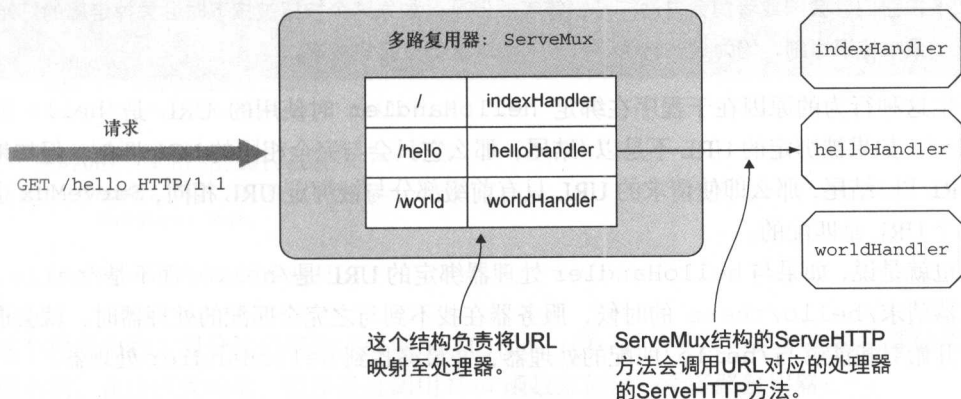 多路复用器: ServeMux
请求
GET /hello HTTP/1.1
/ indexHandler
/hello helloHandler
/world worldHandler
indexHandler
helloHandler
worldHandler
这个结构负责将URL
映射至处理器。
ServeMux结构的ServeHTTP
方法会调用URL对应的处理器
的ServeHTTP方法。